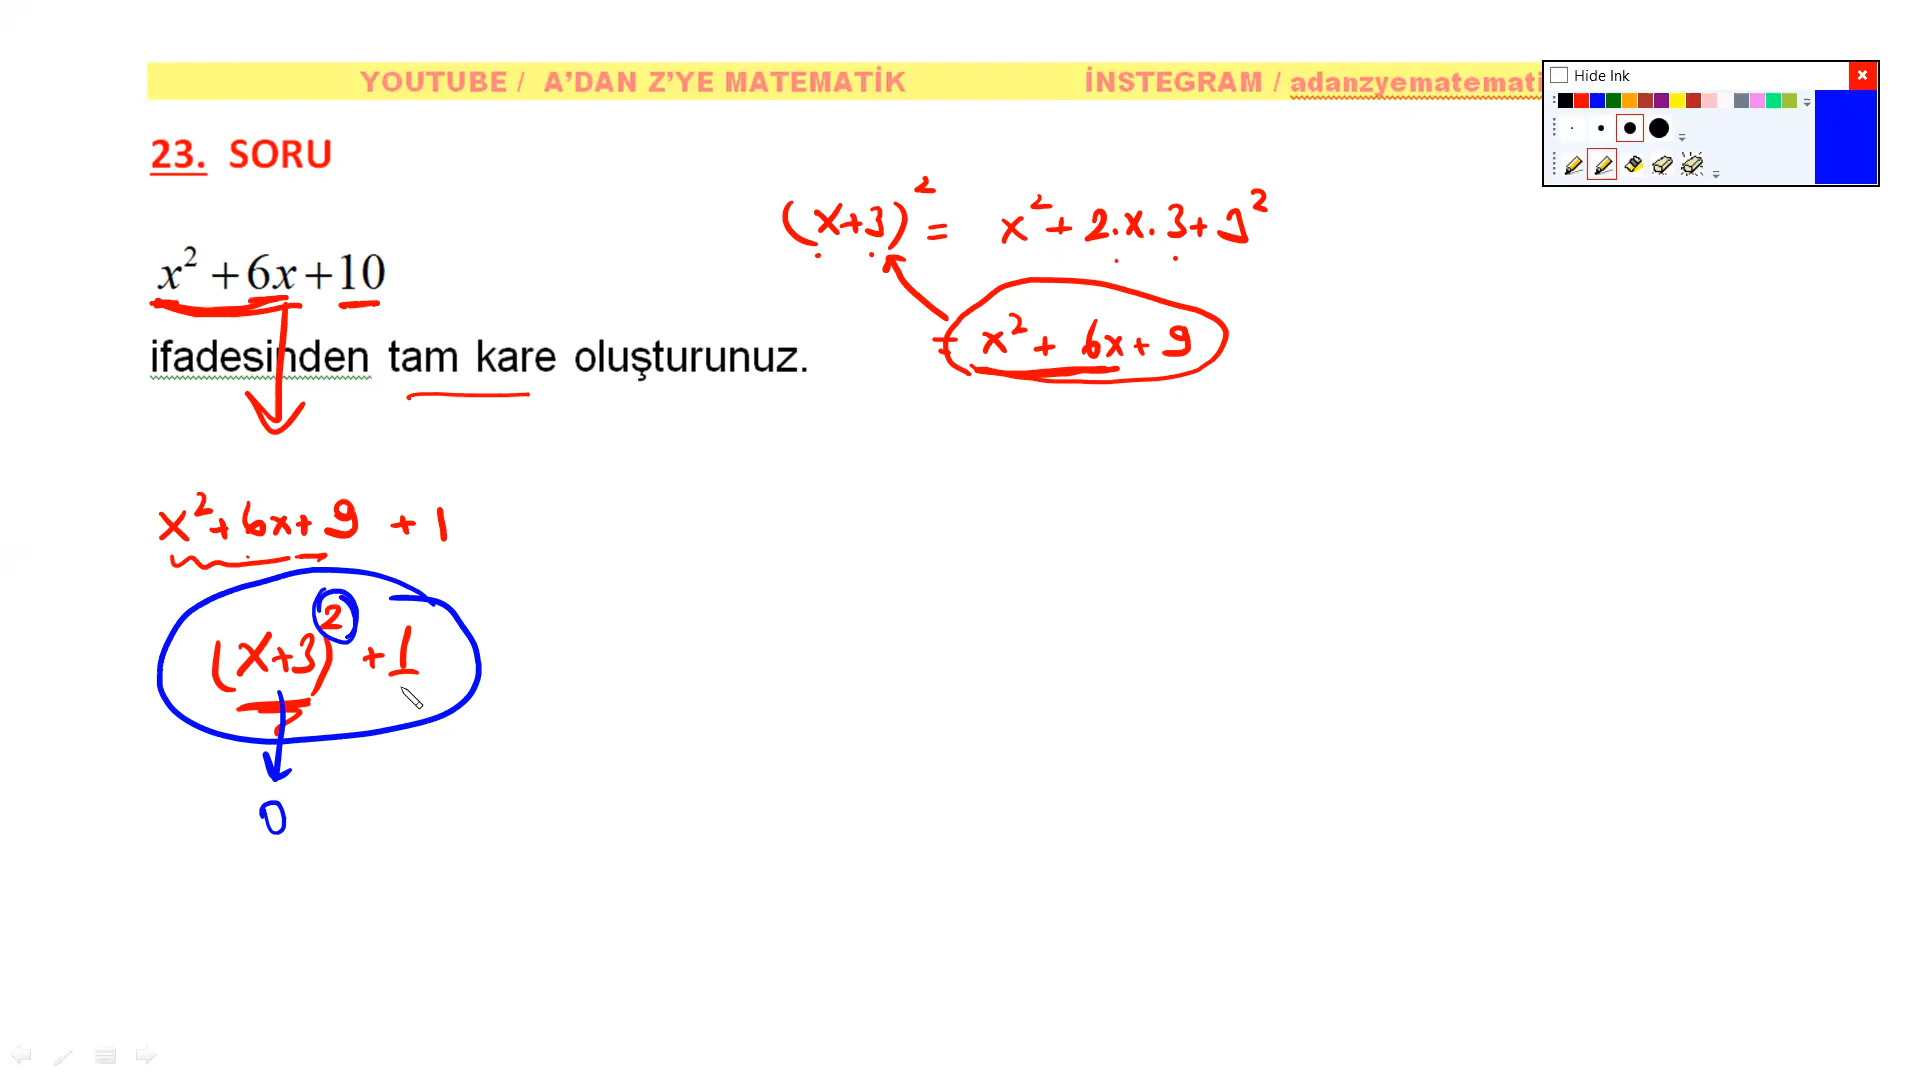 YOUTUBE / A'DAN Z'YE MATEMATİK İNSTEGRAM / adanzyematemati
Hide Ink
23. SORU
(x+3)² = x² + 2.x.3 + 3²
x² + 6x + 10
= x² + 6x + 9
ifadesinden tam kare oluşturunuz.
x² + 6x + 9 + 1
(x+3)² + 1
0